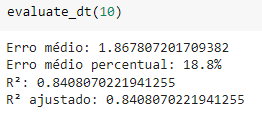 evaluate_dt(10)
Erro médio: 1.867807201709382
Erro médio percentual: 18.8%
R²: 0.8408070221941255
R² ajustado: 0.8408070221941255